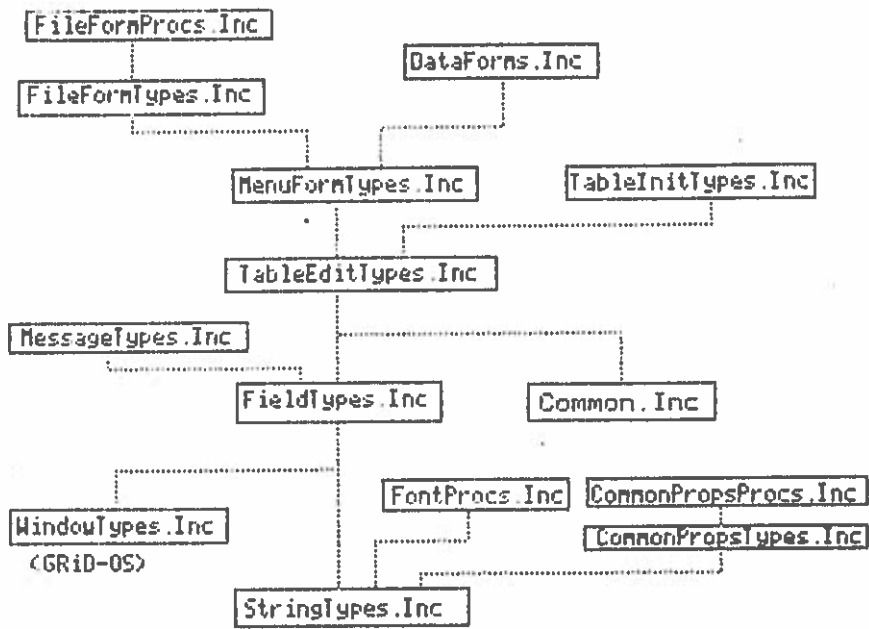 FileFormProcs.Inc
DataForms.Inc
FileFormTypes.Inc
MenuFormTypes.Inc
TableInitTypes.Inc
TableEditTypes.Inc
MessageTypes.Inc
FieldTypes.Inc
Common.Inc
FontProcs.Inc
CommonPropsProcs.Inc
WindowTypes.Inc
CommonPropsTypes.Inc
(GRiD-OS)
StringTypes.Inc